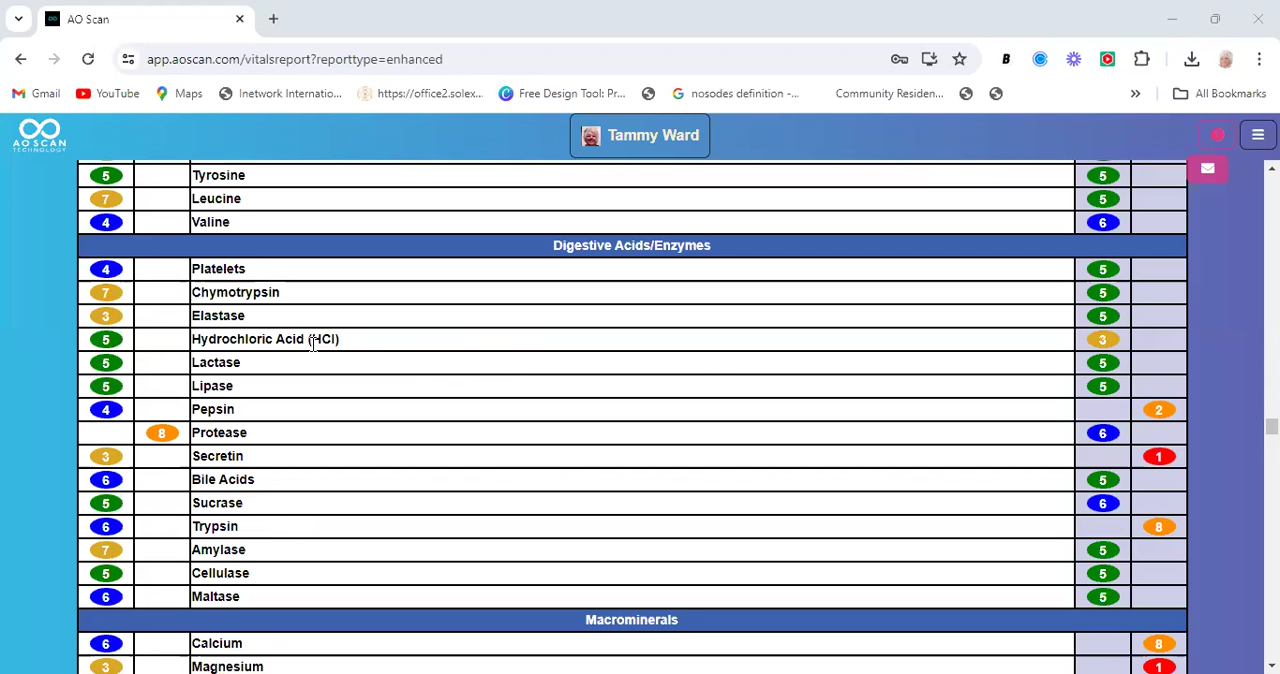 AO Scan
app.aoscan.com/vitalsreport?reporttype=enhanced
B
Gmail YouTube Maps Inetwork Internatio... https://office2.solex... Free Design Tool: Pr... nosodes definition -... Community Residen... » All Bookmarks
AO SCAN
TECHNOLOGY
Tammy Ward
5 Tyrosine 5
7 Leucine 5
4 Valine 6
Digestive Acids/Enzymes
4 Platelets 5
7 Chymotrypsin 5
3 Elastase 5
5 Hydrochloric Acid (HCl) 3
5 Lactase 5
5 Lipase 5
4 Pepsin 2
8 Protease 6
3 Secretin 1
6 Bile Acids 5
5 Sucrase 6
6 Trypsin 8
7 Amylase 5
5 Cellulase 5
6 Maltase 5
Macrominerals
6 Calcium 8
3 Magnesium 1